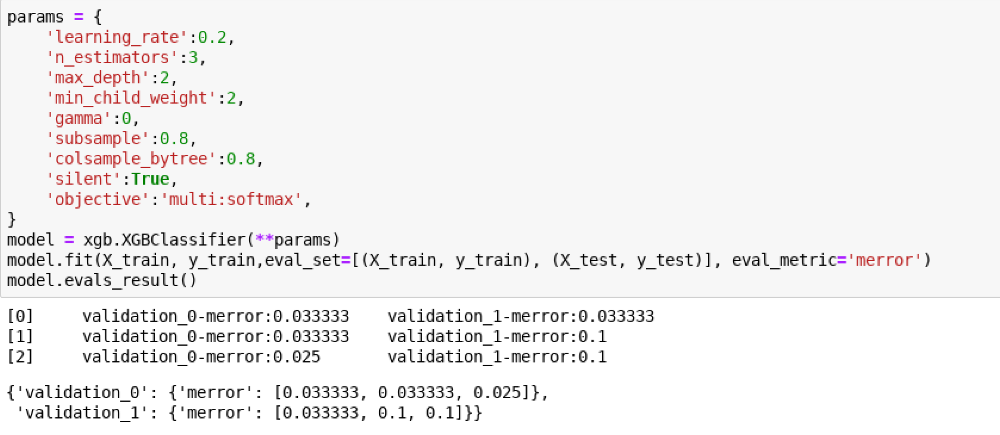 params = {
    'learning_rate':0.2,
    'n_estimators':3,
    'max_depth':2,
    'min_child_weight':2,
    'gamma':0,
    'subsample':0.8,
    'colsample_bytree':0.8,
    'silent':True,
    'objective':'multi:softmax',
}
model = xgb.XGBClassifier(**params)
model.fit(X_train, y_train,eval_set=[(X_train, y_train), (X_test, y_test)], eval_metric='merror')
model.evals_result()
[0]     validation_0-merror:0.033333    validation_1-merror:0.033333
[1]     validation_0-merror:0.033333    validation_1-merror:0.1
[2]     validation_0-merror:0.025       validation_1-merror:0.1
{'validation_0': {'merror': [0.033333, 0.033333, 0.025]},
 'validation_1': {'merror': [0.033333, 0.1, 0.1]}}